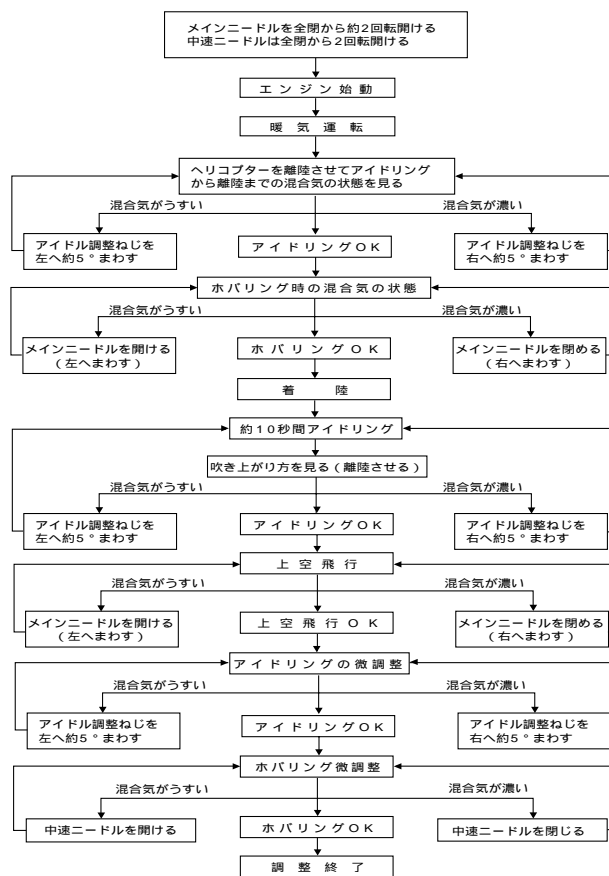 メインニードルを全閉から約2回転開ける
中速ニードルは全閉から2回転開ける
エンジン始動
暖気運転
ヘリコプターを離陸させてアイドリング
から離陸までの混合気の状態を見る
混合気がうすい
混合気が濃い
アイドル調整ねじを
左へ約5°まわす
アイドリングOK
アイドル調整ねじを
右へ約5°まわす
ホバリング時の混合気の状態
混合気がうすい
混合気が濃い
メインニードルを開ける
(左へまわす)
ホバリングOK
メインニードルを閉める
(右へまわす)
着陸
約10秒間アイドリング
吹き上がり方を見る(離陸させる)
混合気がうすい
混合気が濃い
アイドル調整ねじを
左へ約5°まわす
アイドリングOK
アイドル調整ねじを
右へ約5°まわす
上空飛行
混合気がうすい
混合気が濃い
メインニードルを開ける
(左へまわす)
上空飛行OK
メインニードルを閉める
(右へまわす)
アイドリングの微調整
混合気がうすい
混合気が濃い
アイドル調整ねじを
左へ約5°まわす
アイドリングOK
アイドル調整ねじを
右へ約5°まわす
ホバリング微調整
混合気がうすい
混合気が濃い
中速ニードルを開ける
ホバリングOK
中速ニードルを閉じる
調整終了